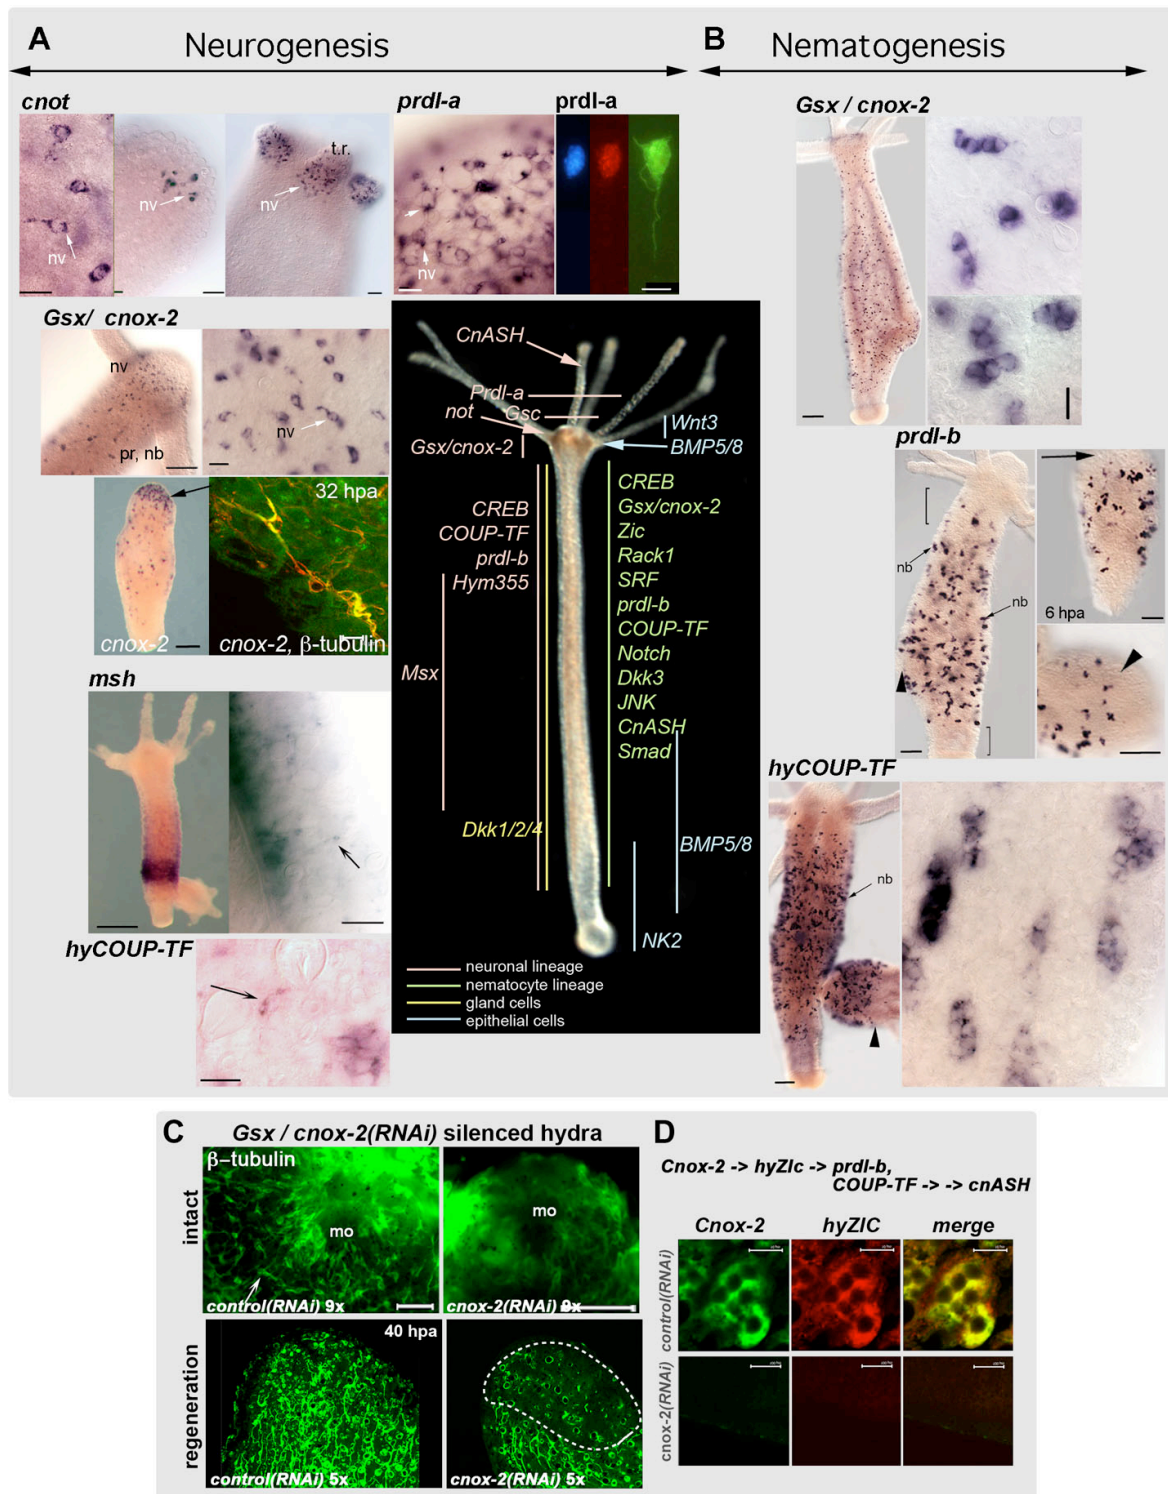 A
Neurogenesis
cnot
nv
nv
t.r.
nv
prdl-a
nv
prdl-a
Gsx/ cnox-2
nv
pr, nb
nv
cnox-2
32 hpa
cnox-2, β-tubulin
msh
hyCOUP-TF
CnASH
Prdl-a
not
Gsc
Gsx/cnox-2
Wnt3
BMP5/8
CREB
COUP-TF
prdl-b
Hym355
Msx
Dkk1/2/4
CREB
Gsx/cnox-2
Zic
Rack1
SRF
prdl-b
COUP-TF
Notch
Dkk3
JNK
CnASH
Smad
BMP5/8
NK2
neuronal lineage
nematocyte lineage
gland cells
epithelial cells
B
Nematogenesis
Gsx / cnox-2
prdl-b
nb
nb
6 hpa
hyCOUP-TF
nb
C
Gsx / cnox-2(RNAi) silenced hydra
intact
β–tubulin
mo
control(RNAi) 9x
mo
cnox-2(RNAi) 9x
regeneration
40 hpa
control(RNAi) 5x
cnox-2(RNAi) 5x
D
Cnox-2 -> hyZIc -> prdl-b,
COUP-TF -> -> cnASH
Cnox-2
hyZIC
merge
control(RNAi)
cnox-2(RNAi)